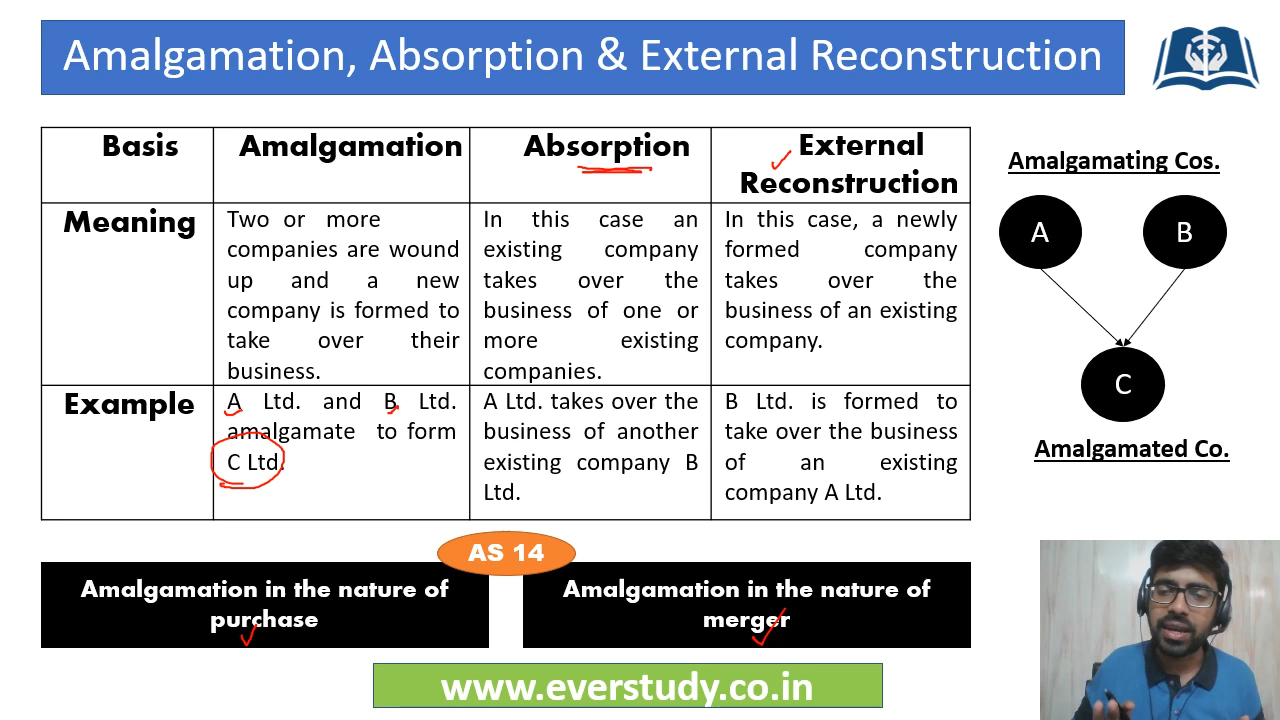 Amalgamation, Absorption & External Reconstruction
Basis
Amalgamation
Absorption
External
Reconstruction
Meaning
Two or more
companies are wound
up and a new
company is formed to
take over their
business.
In this case an
existing company
takes over the
business of one or
more existing
companies.
In this case, a newly
formed company
takes over the
business of an existing
company.
Example
A Ltd. and B Ltd.
amalgamate to form
C Ltd.
A Ltd. takes over the
business of another
existing company B
Ltd.
B Ltd. is formed to
take over the business
of an existing
company A Ltd.
Amalgamating Cos.
A
B
C
Amalgamated Co.
AS 14
Amalgamation in the nature of
purchase
Amalgamation in the nature of
merger
www.everstudy.co.in